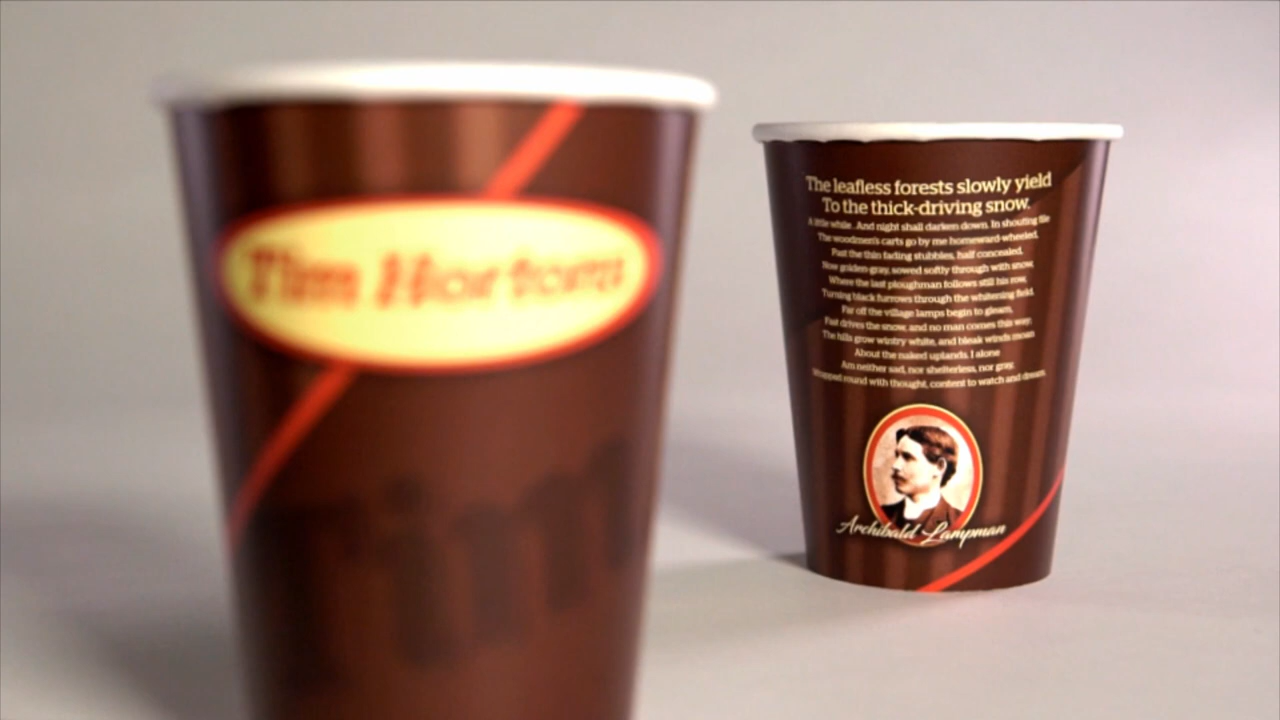 Tim Hortons
Tim
The leafless forests slowly yield
To the thick-driving snow.
A little while . And night shall darken down. In shouting file
The woodmen's carts go by me homeward-wheeled,
Past the thin fading stubbles, half concealed,
Now golden-gray, sowed softly through with snow,
Where the last ploughman follows still his row,
Turning black furrows through the whitening field.
Far off the village lamps begin to gleam,
Fast drives the snow, and no man comes this way;
The hills grow wintry white, and bleak winds moan
About the naked uplands. I alone
Am neither sad, nor shelterless, nor gray,
Wrapped round with thought, content to watch and dream.
Archibald Lampman